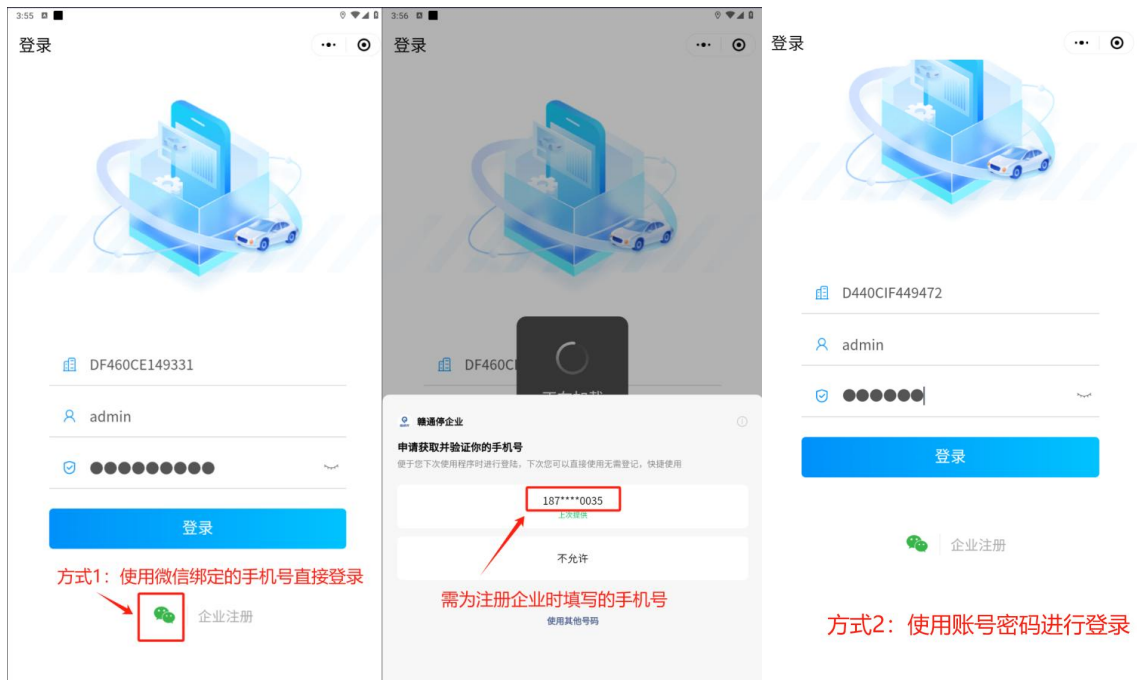 3:55
登录
DF460CE149331
admin
登录
方式1：使用微信绑定的手机号直接登录
企业注册
3:56
登录
DF460C
正在加载
赣通停企业
申请获取并验证你的手机号
便于您下次使用程序时进行登陆，下次您可以直接使用无需登记，快捷使用
187****0035
上次提供
不允许
需为注册企业时填写的手机号
使用其他号码
登录
D440CIF449472
admin
登录
企业注册
方式2：使用账号密码进行登录